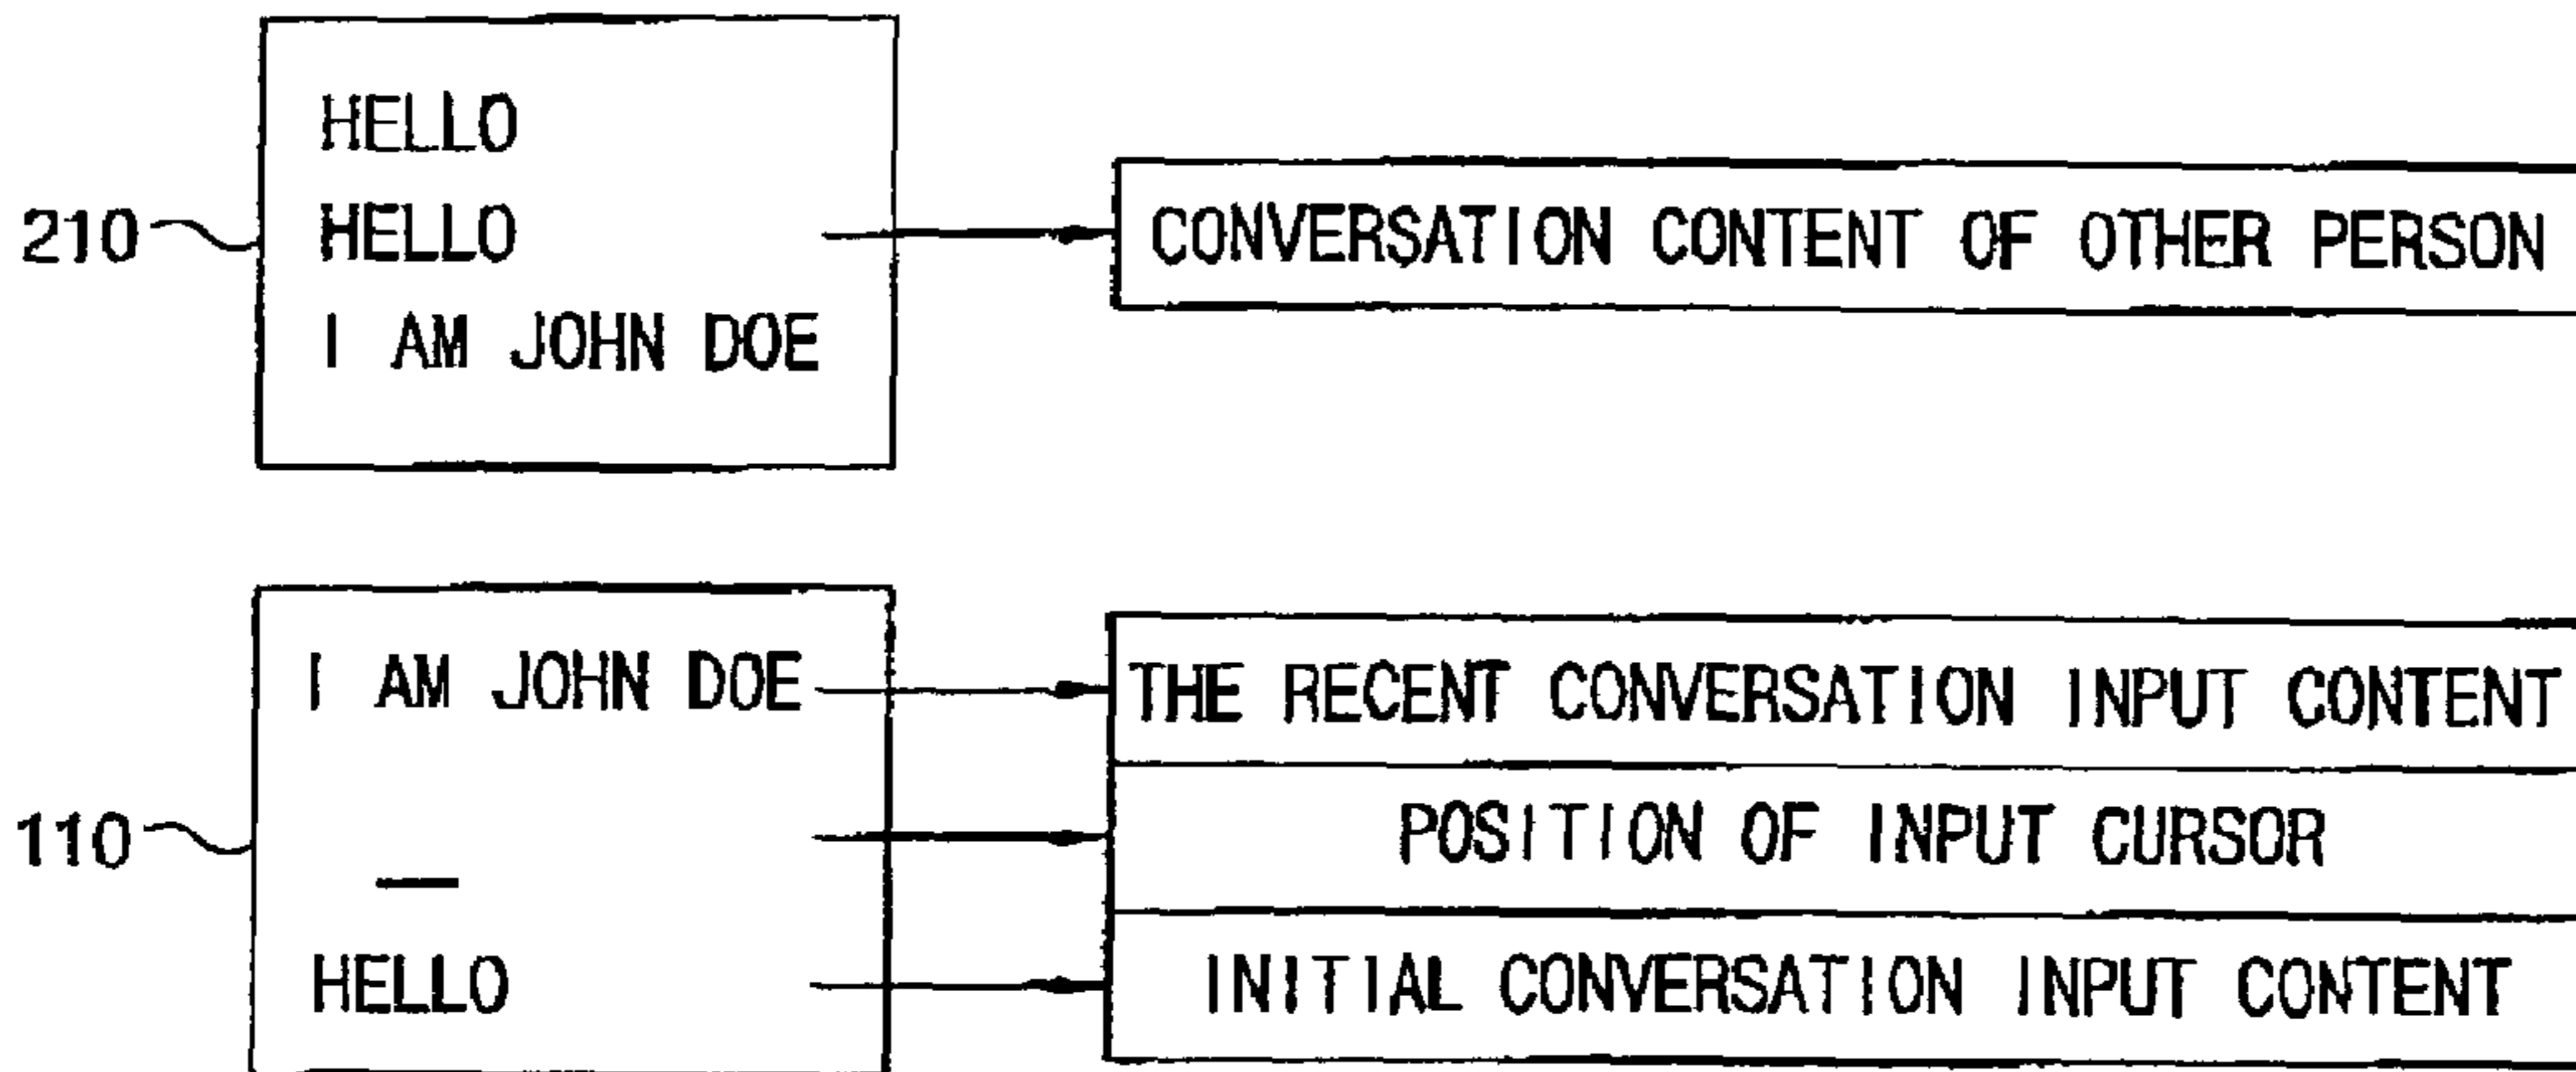 HELLO
210 HELLO CONVERSATION CONTENT OF OTHER PERSON
I AM JOHN DOE
I AM JOHN DOE THE RECENT CONVERSATION INPUT CONTENT
110 POSITION OF INPUT CURSOR
HELLO INITIAL CONVERSATION INPUT CONTENT